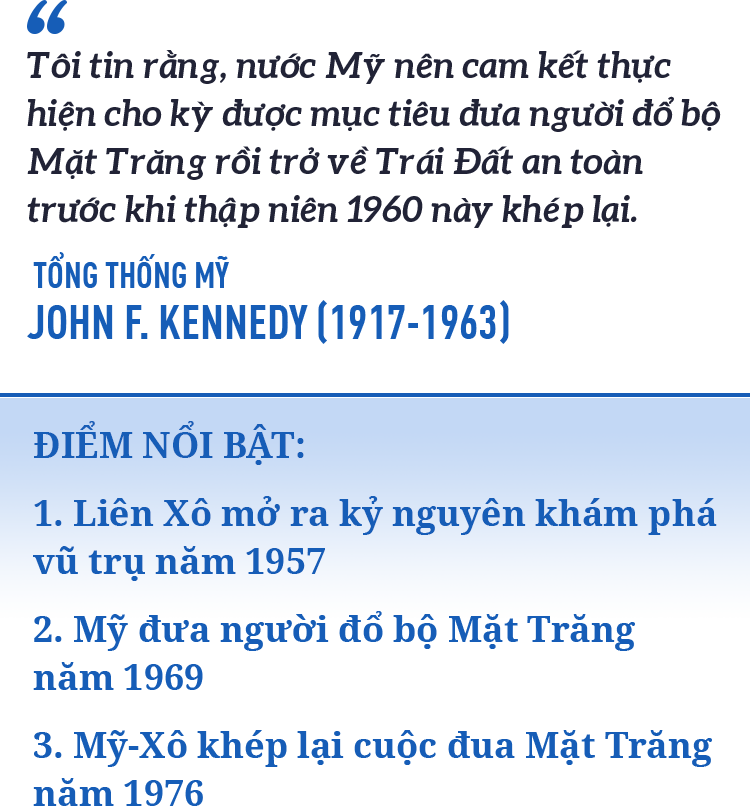 “
Tôi tin rằng, nước Mỹ nên cam kết thực
hiện cho kỳ được mục tiêu đưa người đổ bộ
Mặt Trăng rồi trở về Trái Đất an toàn
trước khi thập niên 1960 này khép lại.
TỔNG THỐNG MỸ
JOHN F. KENNEDY (1917-1963)
ĐIỂM NỔI BẬT:
1. Liên Xô mở ra kỷ nguyên khám phá
vũ trụ năm 1957
2. Mỹ đưa người đổ bộ Mặt Trăng
năm 1969
3. Mỹ-Xô khép lại cuộc đua Mặt Trăng
năm 1976